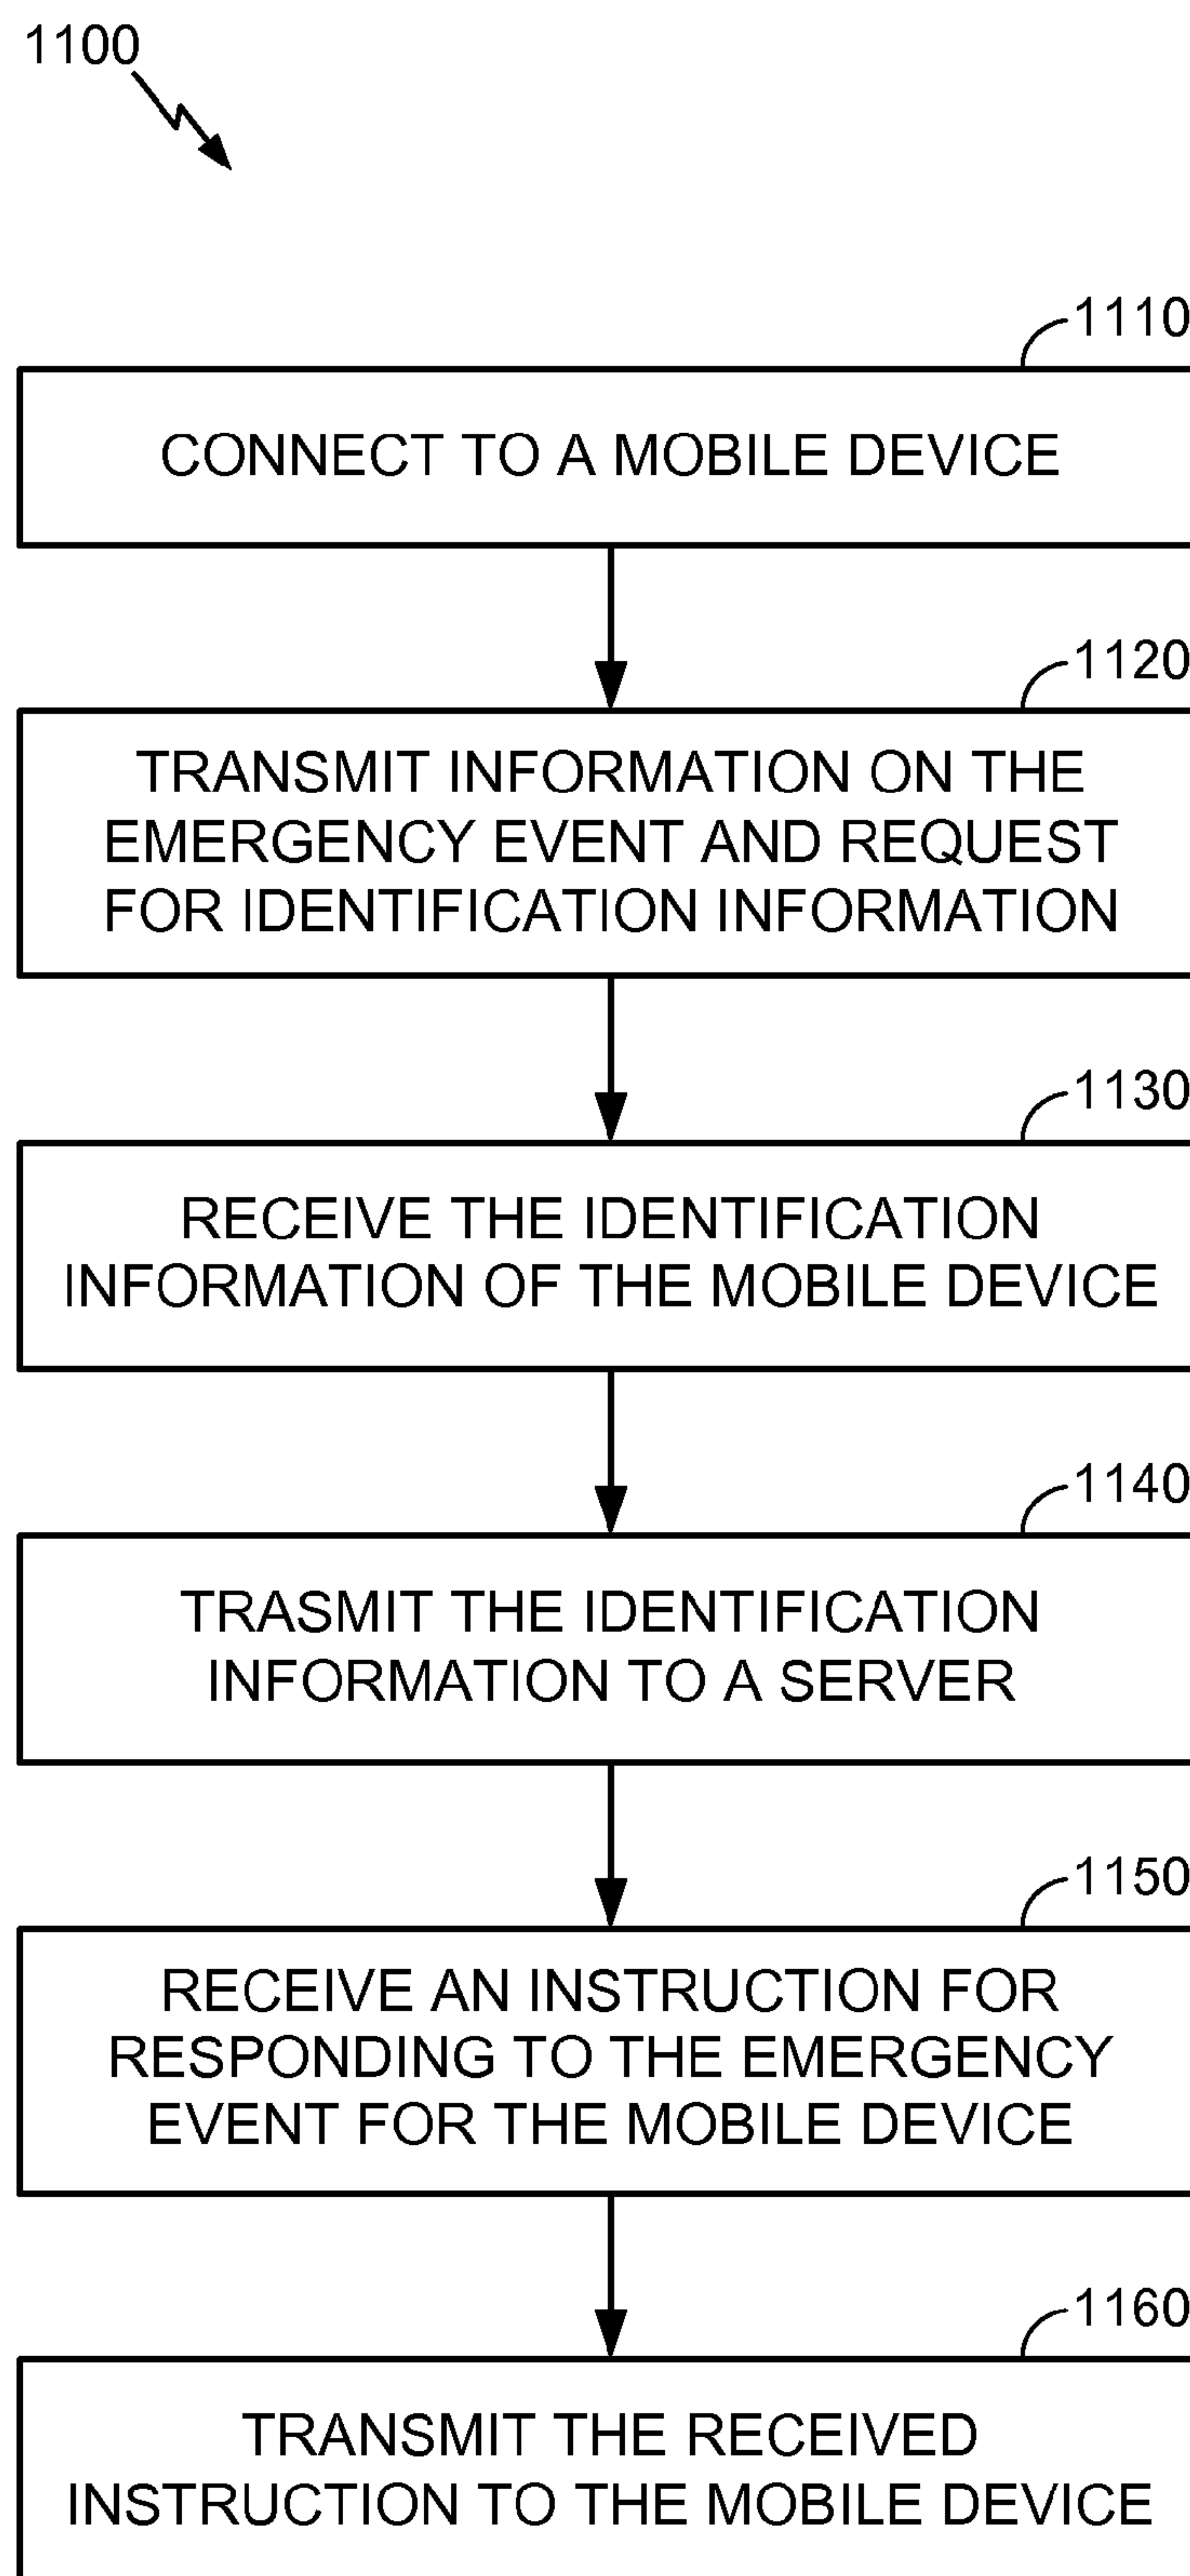 1100
1110
CONNECT TO A MOBILE DEVICE
1120
TRANSMIT INFORMATION ON THE
EMERGENCY EVENT AND REQUEST
FOR IDENTIFICATION INFORMATION
1130
RECEIVE THE IDENTIFICATION
INFORMATION OF THE MOBILE DEVICE
1140
TRASMIT THE IDENTIFICATION
INFORMATION TO A SERVER
1150
RECEIVE AN INSTRUCTION FOR
RESPONDING TO THE EMERGENCY
EVENT FOR THE MOBILE DEVICE
1160
TRANSMIT THE RECEIVED
INSTRUCTION TO THE MOBILE DEVICE